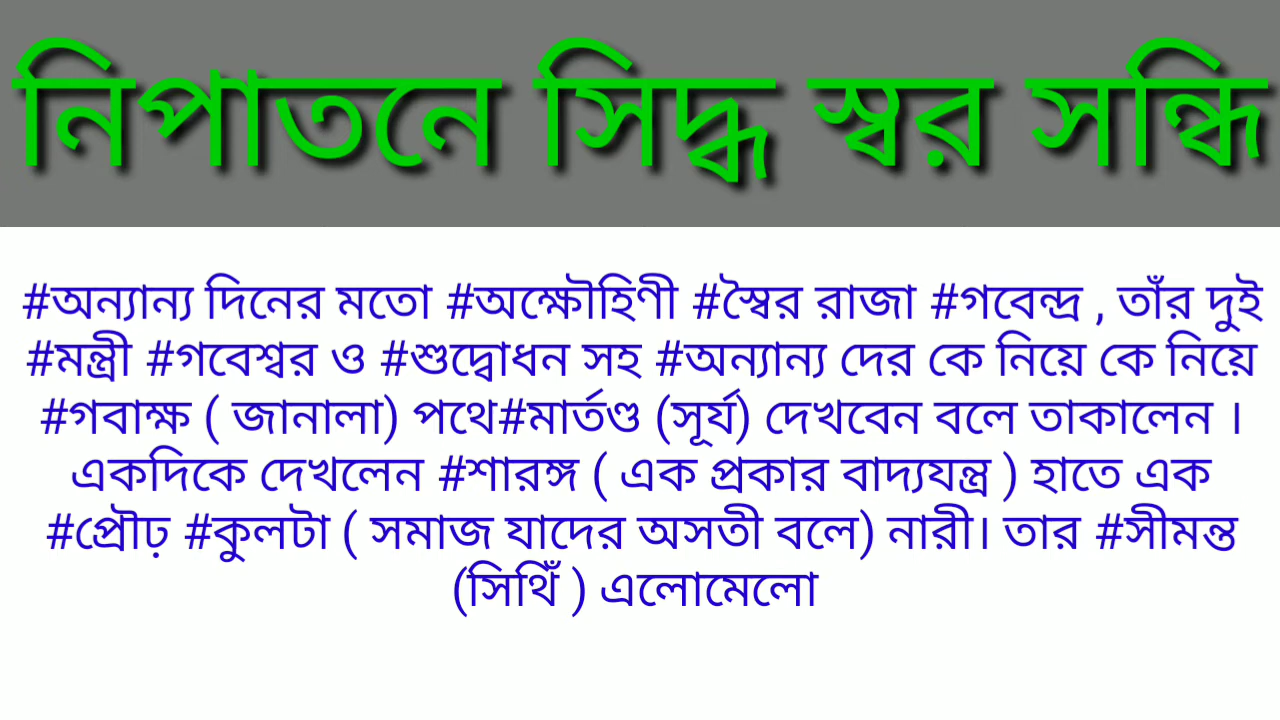 নিপাতনে সিদ্ধ স্বর সন্ধি
#অন্যান্য দিনের মতো #অক্ষৌহিণী #স্বৈর রাজা #গবেন্দ্র , তাঁর দুই
#মন্ত্রী #গবেশ্বর ও #শুদ্বোধন সহ #অন্যান্য দের কে নিয়ে কে নিয়ে
#গবাক্ষ ( জানালা) পথে#মার্তণ্ড (সূর্য) দেখবেন বলে তাকালেন ।
একদিকে দেখলেন #শারঙ্গ ( এক প্রকার বাদ্যযন্ত্র ) হাতে এক
#প্রৌঢ় #কুলটা ( সমাজ যাদের অসতী বলে) নারী। তার #সীমন্ত
(সিথিঁ ) এলোমেলো